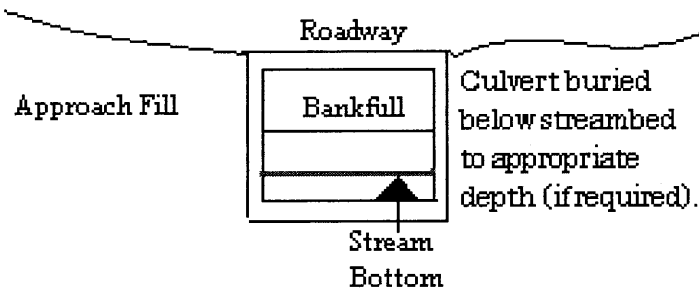 Roadway
Approach Fill
Bankfull
Culvert buried
below streambed
to appropriate
depth (if required).
Stream
Bottom